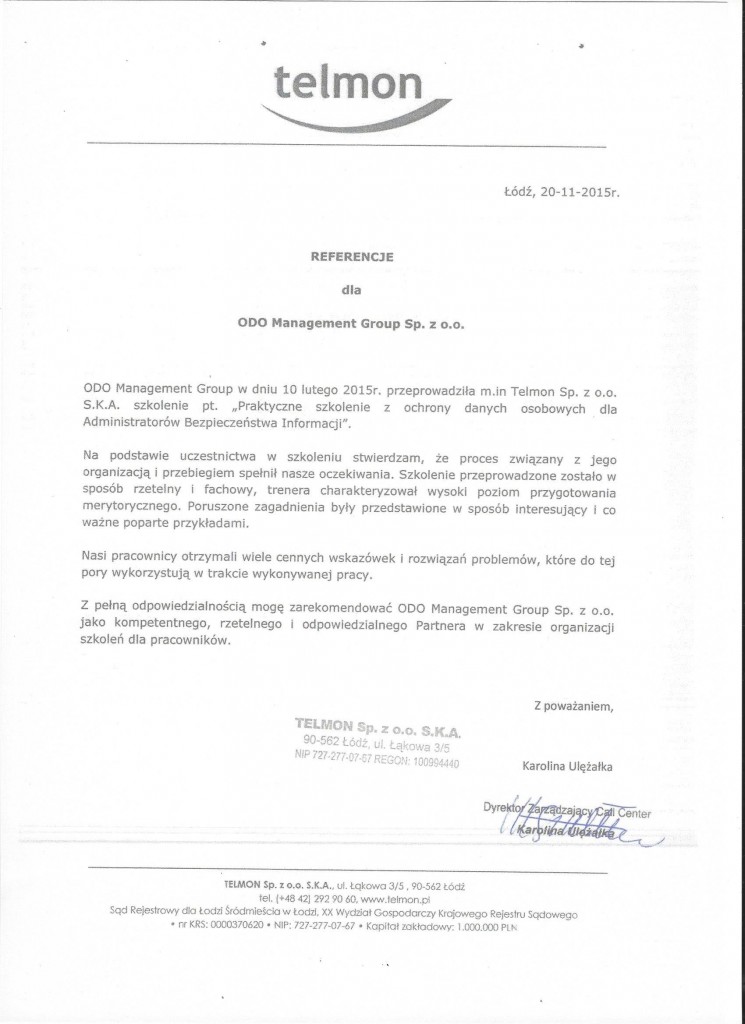 telmon
Łódź, 20-11-2015r.
REFERENCJE
dla
ODO Management Group Sp. z o.o.
ODO Management Group w dniu 10 lutego 2015r. przeprowadziła m.in Telmon Sp. z o.o.
S.K.A. szkolenie pt. „Praktyczne szkolenie z ochrony danych osobowych dla
Administratorów Bezpieczeństwa Informacji”.
Na podstawie uczestnictwa w szkoleniu stwierdzam, że proces związany z jego
organizacją i przebiegiem spełnił nasze oczekiwania. Szkolenie przeprowadzone zostało w
sposób rzetelny i fachowy, trenera charakteryzował wysoki poziom przygotowania
merytorycznego. Poruszone zagadnienia były przedstawione w sposób interesujący i co
ważne poparte przykładami.
Nasi pracownicy otrzymali wiele cennych wskazówek i rozwiązań problemów, które do tej
pory wykorzystują w trakcie wykonywanej pracy.
Z pełną odpowiedzialnością mogę zarekomendować ODO Management Group Sp. z o.o.
jako kompetentnego, rzetelnego i odpowiedzialnego Partnera w zakresie organizacji
szkoleń dla pracowników.
Z poważaniem,
TELMON Sp. z o.o. S.K.A.
90-562 Łódź, ul. Łąkowa 3/5
NIP 727-277-07-67 REGON: 100994440
Karolina Ulężałka
Dyrektor Zarządzający Call Center
Karolina Ulężałka
TELMON Sp. z o.o. S.K.A., ul. Łąkowa 3/5 , 90-562 Łódź
tel. (+48 42) 292 90 60, www.telmon.pl
Sąd Rejestrowy dla Łodzi Śródmieścia w Łodzi, XX Wydział Gospodarczy Krajowego Rejestru Sądowego
• nr KRS: 0000370620 • NIP: 727-277-07-67 • Kapitał zakładowy: 1.000.000 PLN